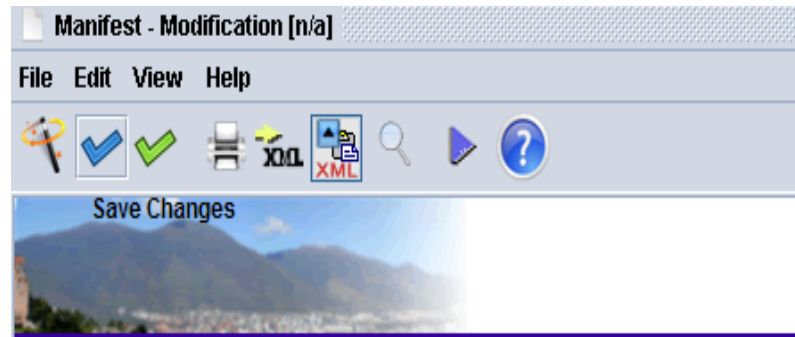 Manifest - Modification [n/a]
File Edit View Help
XML
XML
?
Save Changes